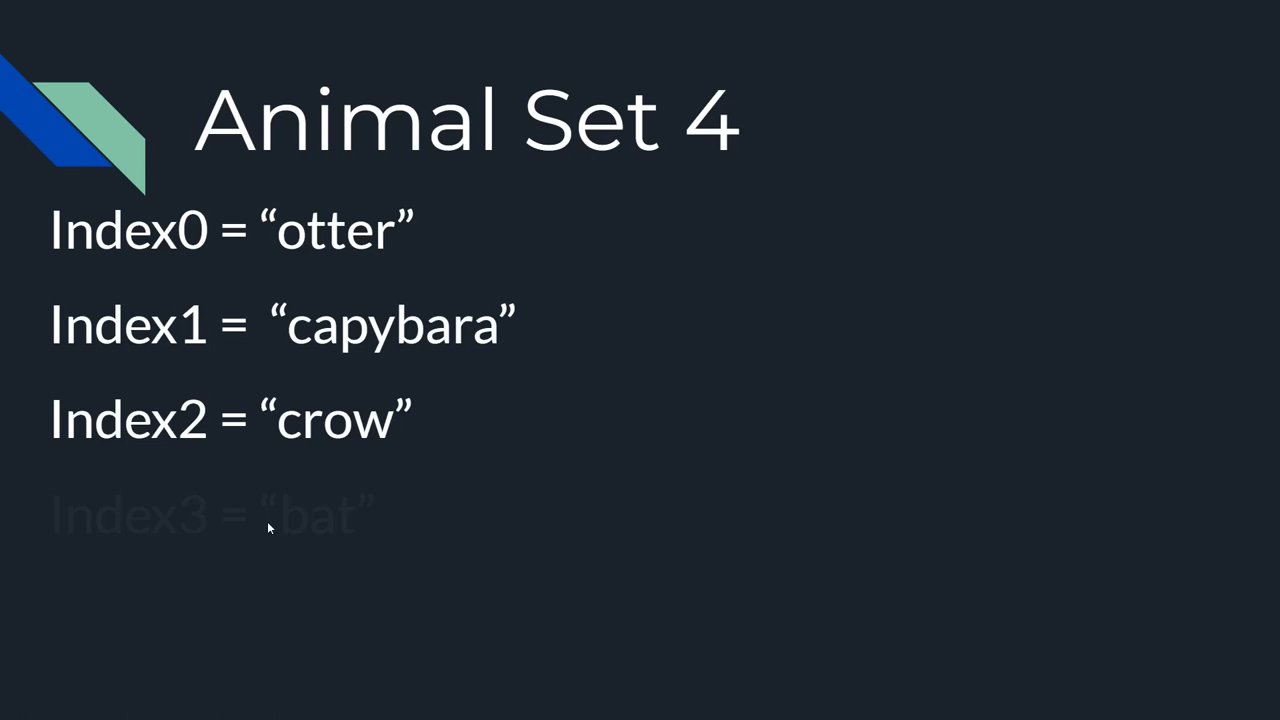 Animal Set 4
Index0 = “otter”
Index1 =  “capybara”
Index2 = “crow”
Index3 = “bat”